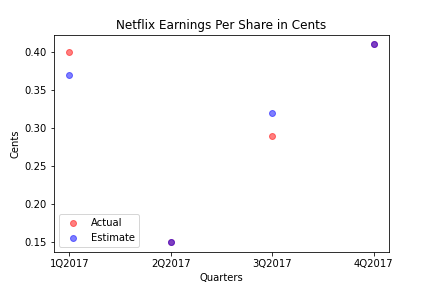 Netflix Earnings Per Share in Cents
0.40
0.35
0.30
0.25
0.20
0.15
Cents
Actual
Estimate
1Q2017 2Q2017 3Q2017 4Q2017
Quarters